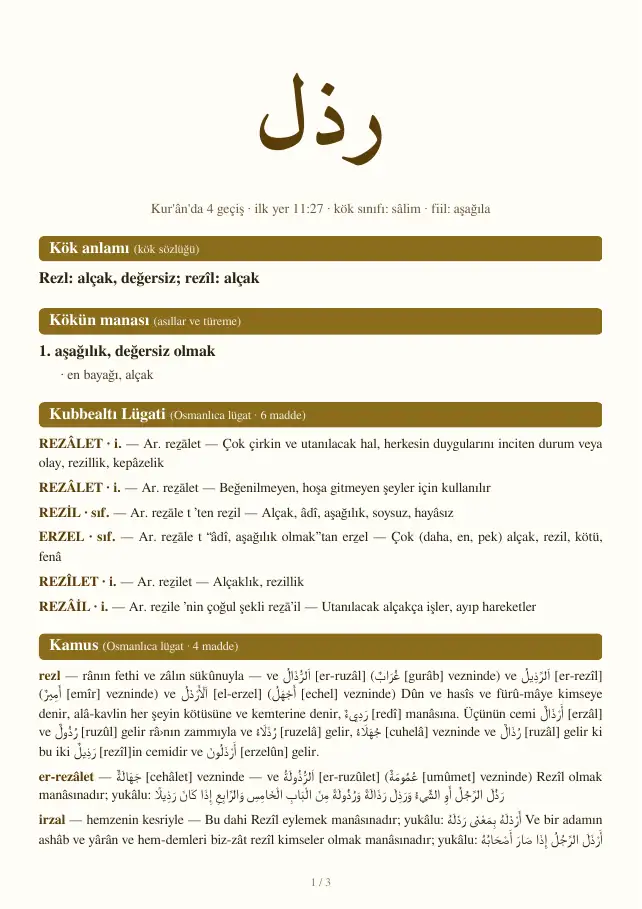 رذل
Kur'ân'da 4 geçiş · ilk yer 11:27 · kök sınıfı: sâlim · fiil: aşağıla
Kök anlamı (kök sözlüğü)
Rezl: alçak, değersiz; rezîl: alçak
Kökün manası (asıllar ve türeme)
1. aşağılık, değersiz olmak
· en bayağı, alçak
Kubbealtı Lügati (Osmanlıca lügat · 6 madde)
REZÂLET · i. — Ar. reẕālet — Çok çirkin ve utanılacak hal, herkesin duygularını inciten durum veya
olay, rezillik, kepâzelik
REZÂLET · i. — Ar. reẕālet — Beğenilmeyen, hoşa gitmeyen şeyler için kullanılır
REZİL · sıf. — Ar. reẕāle t 'ten reẕil — Alçak, âdî, aşağılık, soysuz, hayâsız
ERZEL · sıf. — Ar. reẕāle t “âdî, aşağılık olmak”tan erẕel — Çok (daha, en, pek) alçak, rezil, kötü,
fenâ
REZÎLET · i. — Ar. reẕilet — Alçaklık, rezillik
REZÂİL · i. — Ar. reẕile 'nin çoğul şekli reẕā'il — Utanılacak alçakça işler, ayıp hareketler
Kamus (Osmanlıca lügat · 4 madde)
rezl — rânın fethi ve zâlın sükûnuyla — ve اَلرُّذَالُ [er-ruzâl] (غُرَابٌ [gurâb] vezninde) ve اَلرَّذِيلُ [er-rezîl]
(أَمِيرٌ [emîr] vezninde) ve اَلْأَرْذَلُ [el-erzel] (أَجْهَلُ [echel] vezninde) Dûn ve hasîs ve fürû-mâye kimseye
denir, alâ-kavlin her şeyin kötüsüne ve kemterine denir, رَدِيءٌ [redî] manâsına. Üçünün cemi أَرْذَالٌ [erzâl]
ve رُذُولٌ [ruzûl] gelir râ›nın zammıyla ve رُذَلَاءُ [ruzelâ] gelir, جُهَلَاءُ [cuhelâ] vezninde ve رُذَالٌ [ruzâl] gelir ki
bu iki رَذِيلٌ [rezîl]in cemidir ve أَرْذَلُونَ [erzelûn] gelir.
er-rezâlet — جَهَالَةٌ [cehâlet] vezninde — ve اَلرُّذُولَةُ [er-ruzûlet] (عُمُومَةٌ [umûmet] vezninde) Rezîl olmak
manâsınadır; yukâlu: رَذُلَ الرَّجُلُ أَوِ الشَّيْءُ وَرَذِلَ رَذَالَةً وَرُذُولَةً مِنَ الْبَابِ الْخَامِسِ وَالرَّابِعِ إِذَا كَانَ رَذِيلًا
irzal — hemzenin kesriyle — Bu dahi Rezîl eylemek manâsınadır; yukâlu: أَرْذَلَهُ بِمَعْنَى رَذَلَهُ Ve bir adamın
ashâb ve yârân ve hem-demleri biz-zât rezîl kimseler olmak manâsınadır; yukâlu: أَرْذَلَ الرَّجُلُ إِذَا صَارَ أَصْحَابُهُ
1 / 3